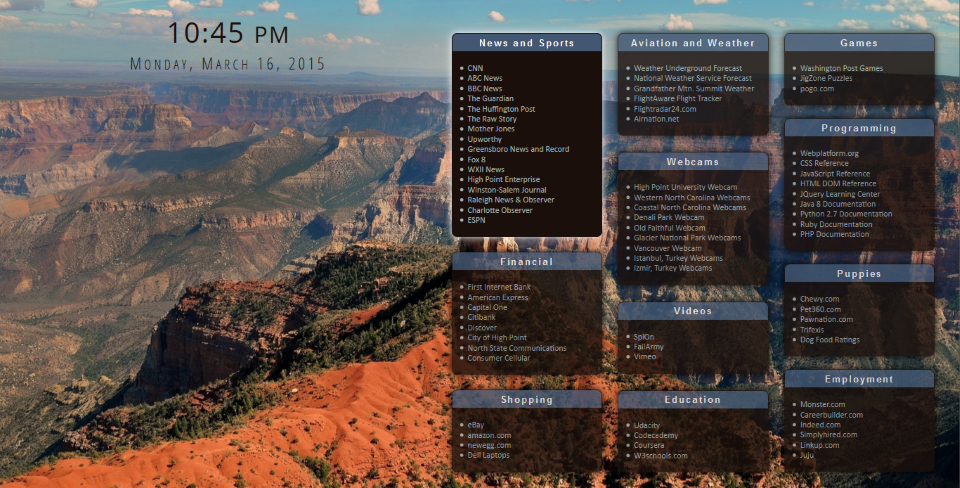 10:45 PM
Monday, March 16, 2015
News and Sports
CNN
ABC News
BBC News
The Guardian
The Huffington Post
The Raw Story
Mother Jones
Upworthy
Greensboro News and Record
Fox 8
WXII News
High Point Enterprise
Winston-Salem Journal
Raleigh News & Observer
Charlotte Observer
ESPN
Financial
First Internet Bank
American Express
Capital One
Citibank
Discover
City of High Point
North State Communications
Consumer Cellular
Shopping
eBay
amazon.com
newegg.com
Dell Laptops
Aviation and Weather
Weather Underground Forecast
National Weather Service Forecast
Grandfather Mtn. Summit Weather
FlightAware Flight Tracker
Flightradar24.com
Airnation.net
Webcams
High Point University Webcam
Western North Carolina Webcams
Coastal North Carolina Webcams
Denali Park Webcam
Old Faithful Webcam
Glacier National Park Webcams
Vancouver Webcam
Istanbul, Turkey Webcams
Izmir, Turkey Webcams
Videos
SplOn
FailArmy
Vimeo
Education
Udacity
Codecademy
Coursera
W3schools.com
Games
Washington Post Games
JigZone Puzzles
pogo.com
Programming
Webplatform.org
CSS Reference
JavaScript Reference
HTML DOM Reference
JQuery Learning Center
Java 8 Documentation
Python 2.7 Documentation
Ruby Documentation
PHP Documentation
Puppies
Chewy.com
Pet360.com
Pawnation.com
Trifexis
Dog Food Ratings
Employment
Monster.com
Careerbuilder.com
Indeed.com
Simplyhired.com
Linkup.com
Juju